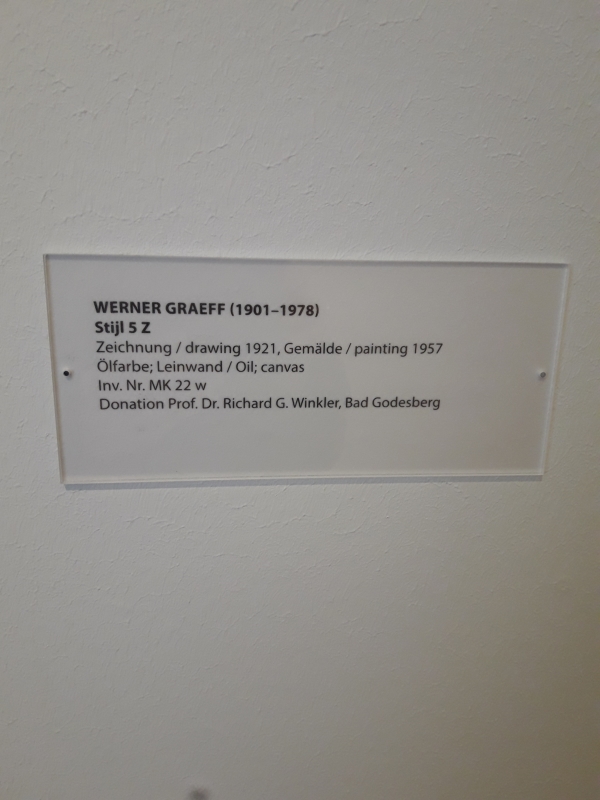 WERNER GRAEFF (1901–1978)
Stijl 5 Z
Zeichnung / drawing 1921, Gemälde / painting 1957
Ölfarbe; Leinwand / Oil; canvas
Inv. Nr. MK 22 w
Donation Prof. Dr. Richard G. Winkler, Bad Godesberg